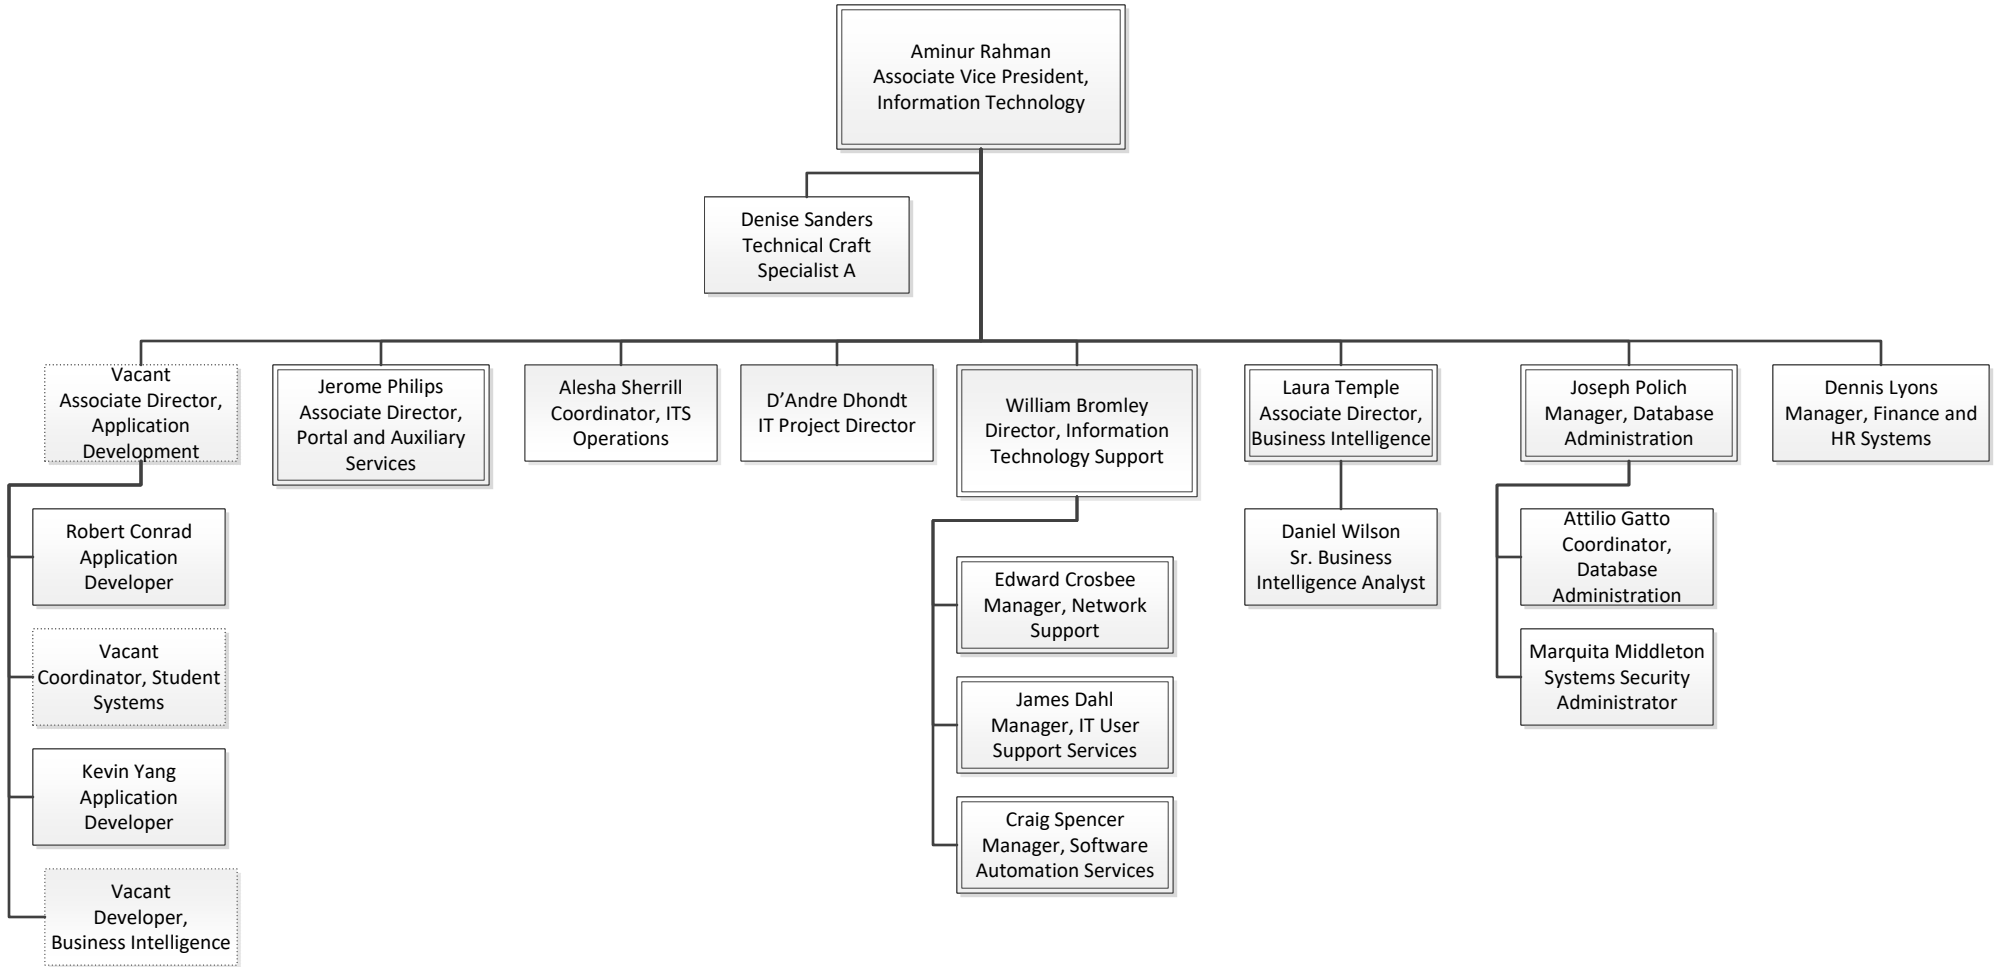 Aminur Rahman
Associate Vice President,
Information Technology
Denise Sanders
Technical Craft
Specialist A
Vacant
Associate Director,
Application
Development
Jerome Philips
Associate Director,
Portal and Auxiliary
Services
Alesha Sherrill
Coordinator, ITS
Operations
D’Andre Dhondt
IT Project Director
William Bromley
Director, Information
Technology Support
Laura Temple
Associate Director,
Business Intelligence
Joseph Polich
Manager, Database
Administration
Dennis Lyons
Manager, Finance and
HR Systems
Robert Conrad
Application
Developer
Vacant
Coordinator, Student
Systems
Kevin Yang
Application
Developer
Vacant
Developer,
Business Intelligence
Edward Crosbee
Manager, Network
Support
James Dahl
Manager, IT User
Support Services
Craig Spencer
Manager, Software
Automation Services
Daniel Wilson
Sr. Business
Intelligence Analyst
Attilio Gatto
Coordinator,
Database
Administration
Marquita Middleton
Systems Security
Administrator